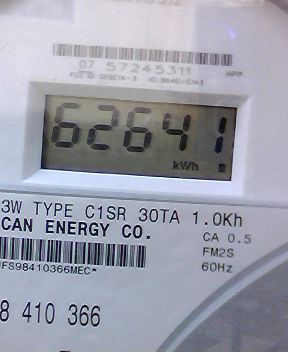 07 57245311 HPP
62641
kWh
3W TYPE C1SR 30TA 1.0Kh
CAN ENERGY CO. CA 0.5
FM2S
FS98410366MEC* 60Hz
8 410 366